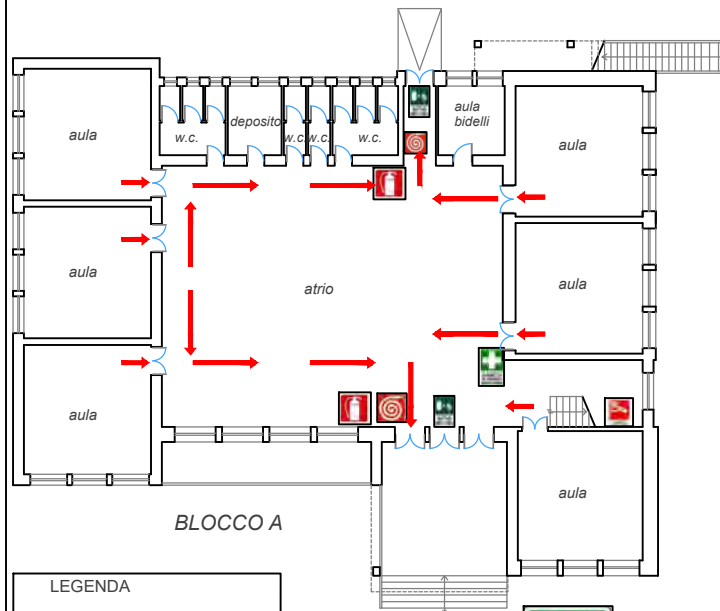 aula
w.c.
deposito
w.c.
w.c.
w.c.
aula
bidelli
aula
aula
atrio
aula
aula
aula
BLOCCO A
LEGENDA